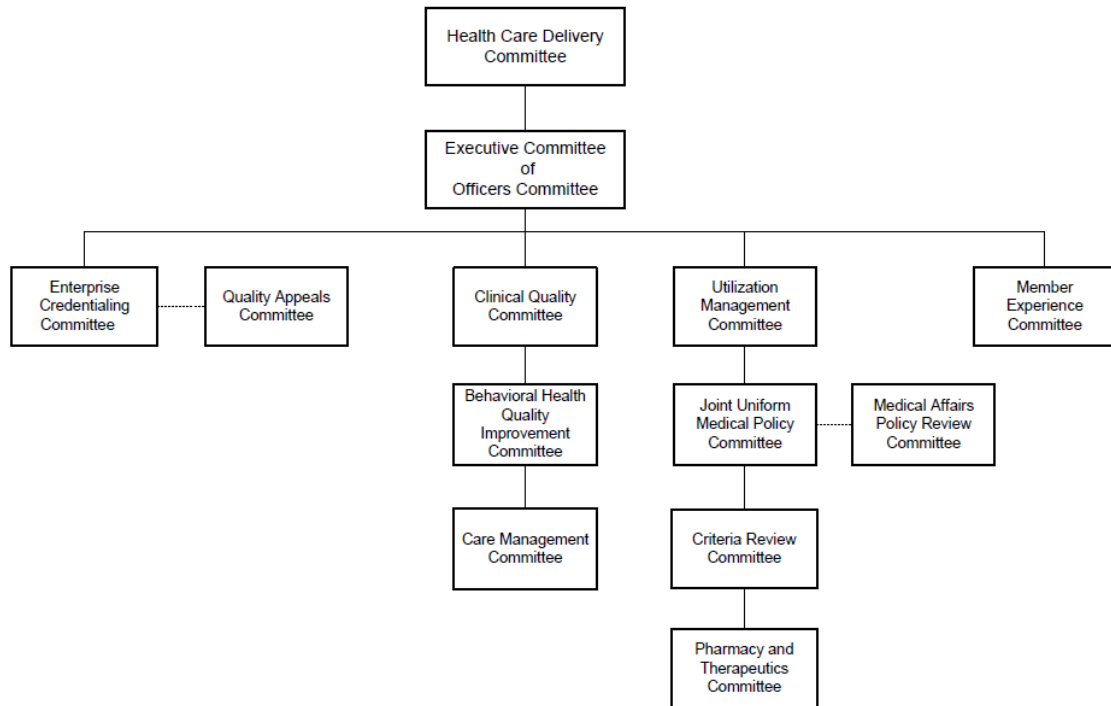 Health Care Delivery
Committee
Executive Committee
of
Officers Committee
Enterprise
Credentialing
Committee
Quality Appeals
Committee
Clinical Quality
Committee
Utilization
Management
Committee
Member
Experience
Committee
Behavioral Health
Quality
Improvement
Committee
Joint Uniform
Medical Policy
Committee
Medical Affairs
Policy Review
Committee
Care Management
Committee
Criteria Review
Committee
Pharmacy and
Therapeutics
Committee